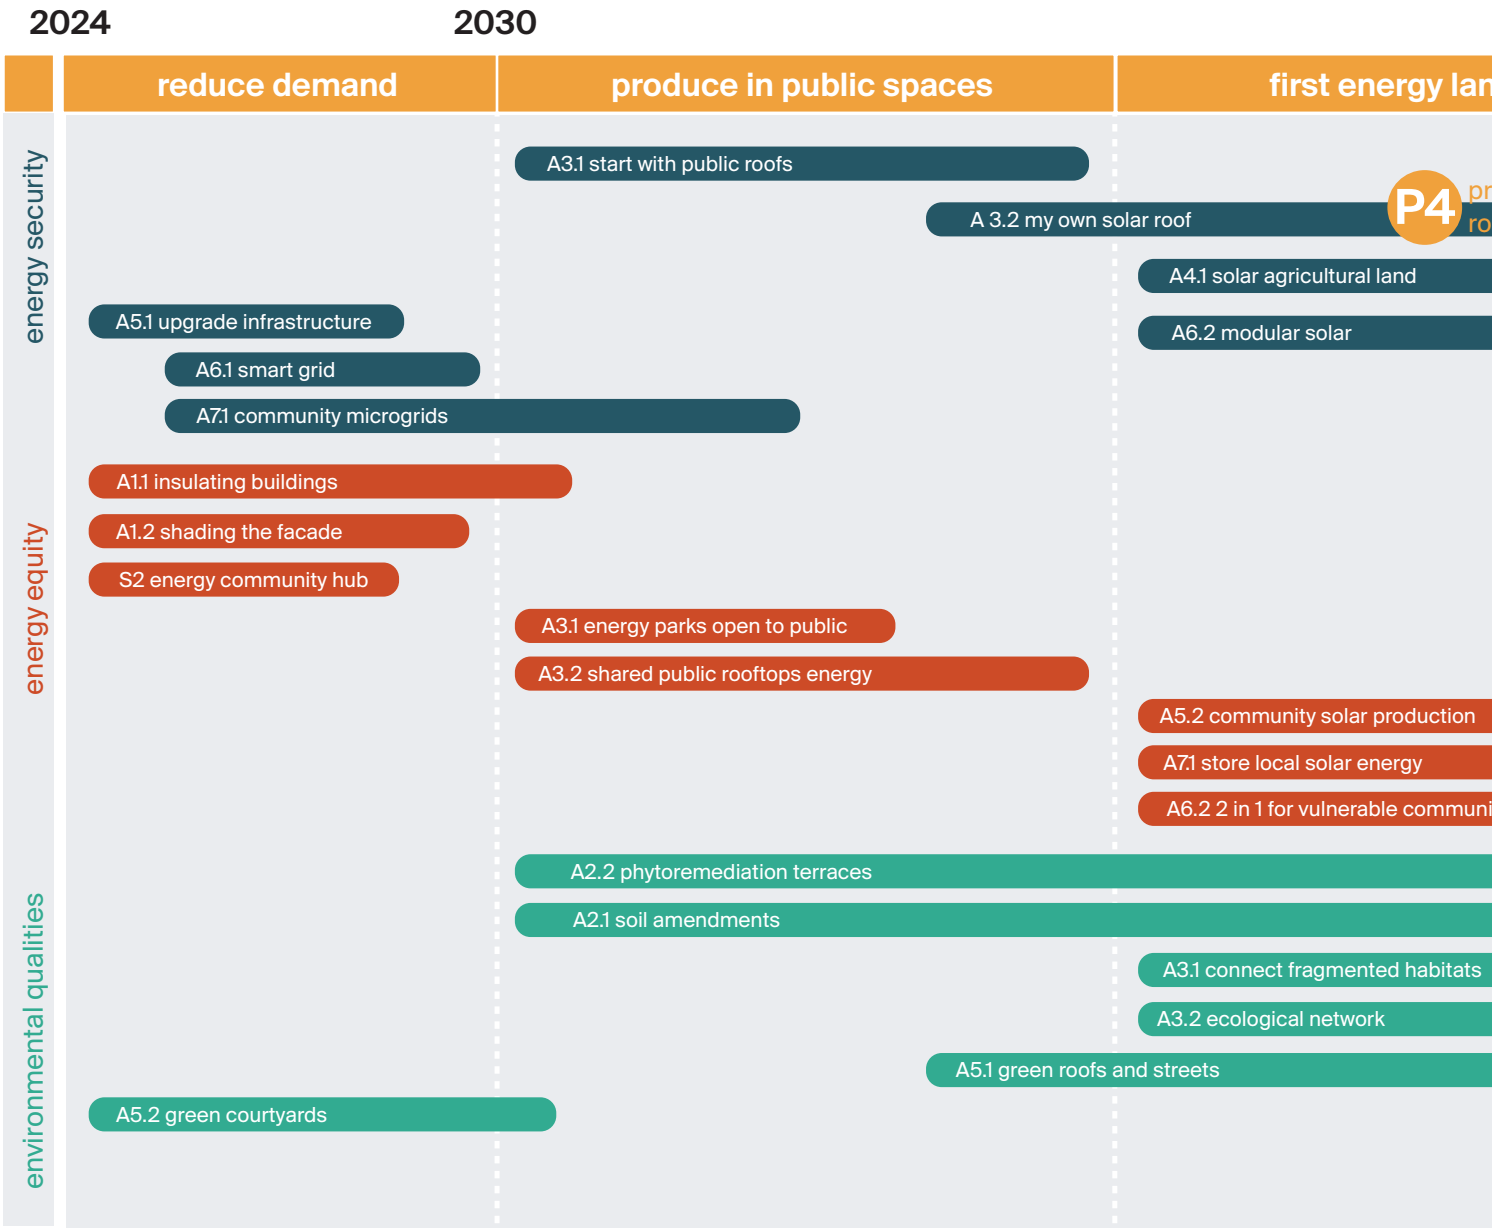 2024
2030
reduce demand
produce in public spaces
first energy lan
energy security
A3.1 start with public roofs
A 3.2 my own solar roof
P4
pr
ro
A4.1 solar agricultural land
A5.1 upgrade infrastructure
A6.2 modular solar
A6.1 smart grid
A7.1 community microgrids
energy equity
A1.1 insulating buildings
A1.2 shading the facade
S2 energy community hub
A3.1 energy parks open to public
A3.2 shared public rooftops energy
A5.2 community solar production
A7.1 store local solar energy
A6.2 2 in 1 for vulnerable communi
environmental qualities
A2.2 phytoremediation terraces
A2.1 soil amendments
A3.1 connect fragmented habitats
A3.2 ecological network
A5.1 green roofs and streets
A5.2 green courtyards